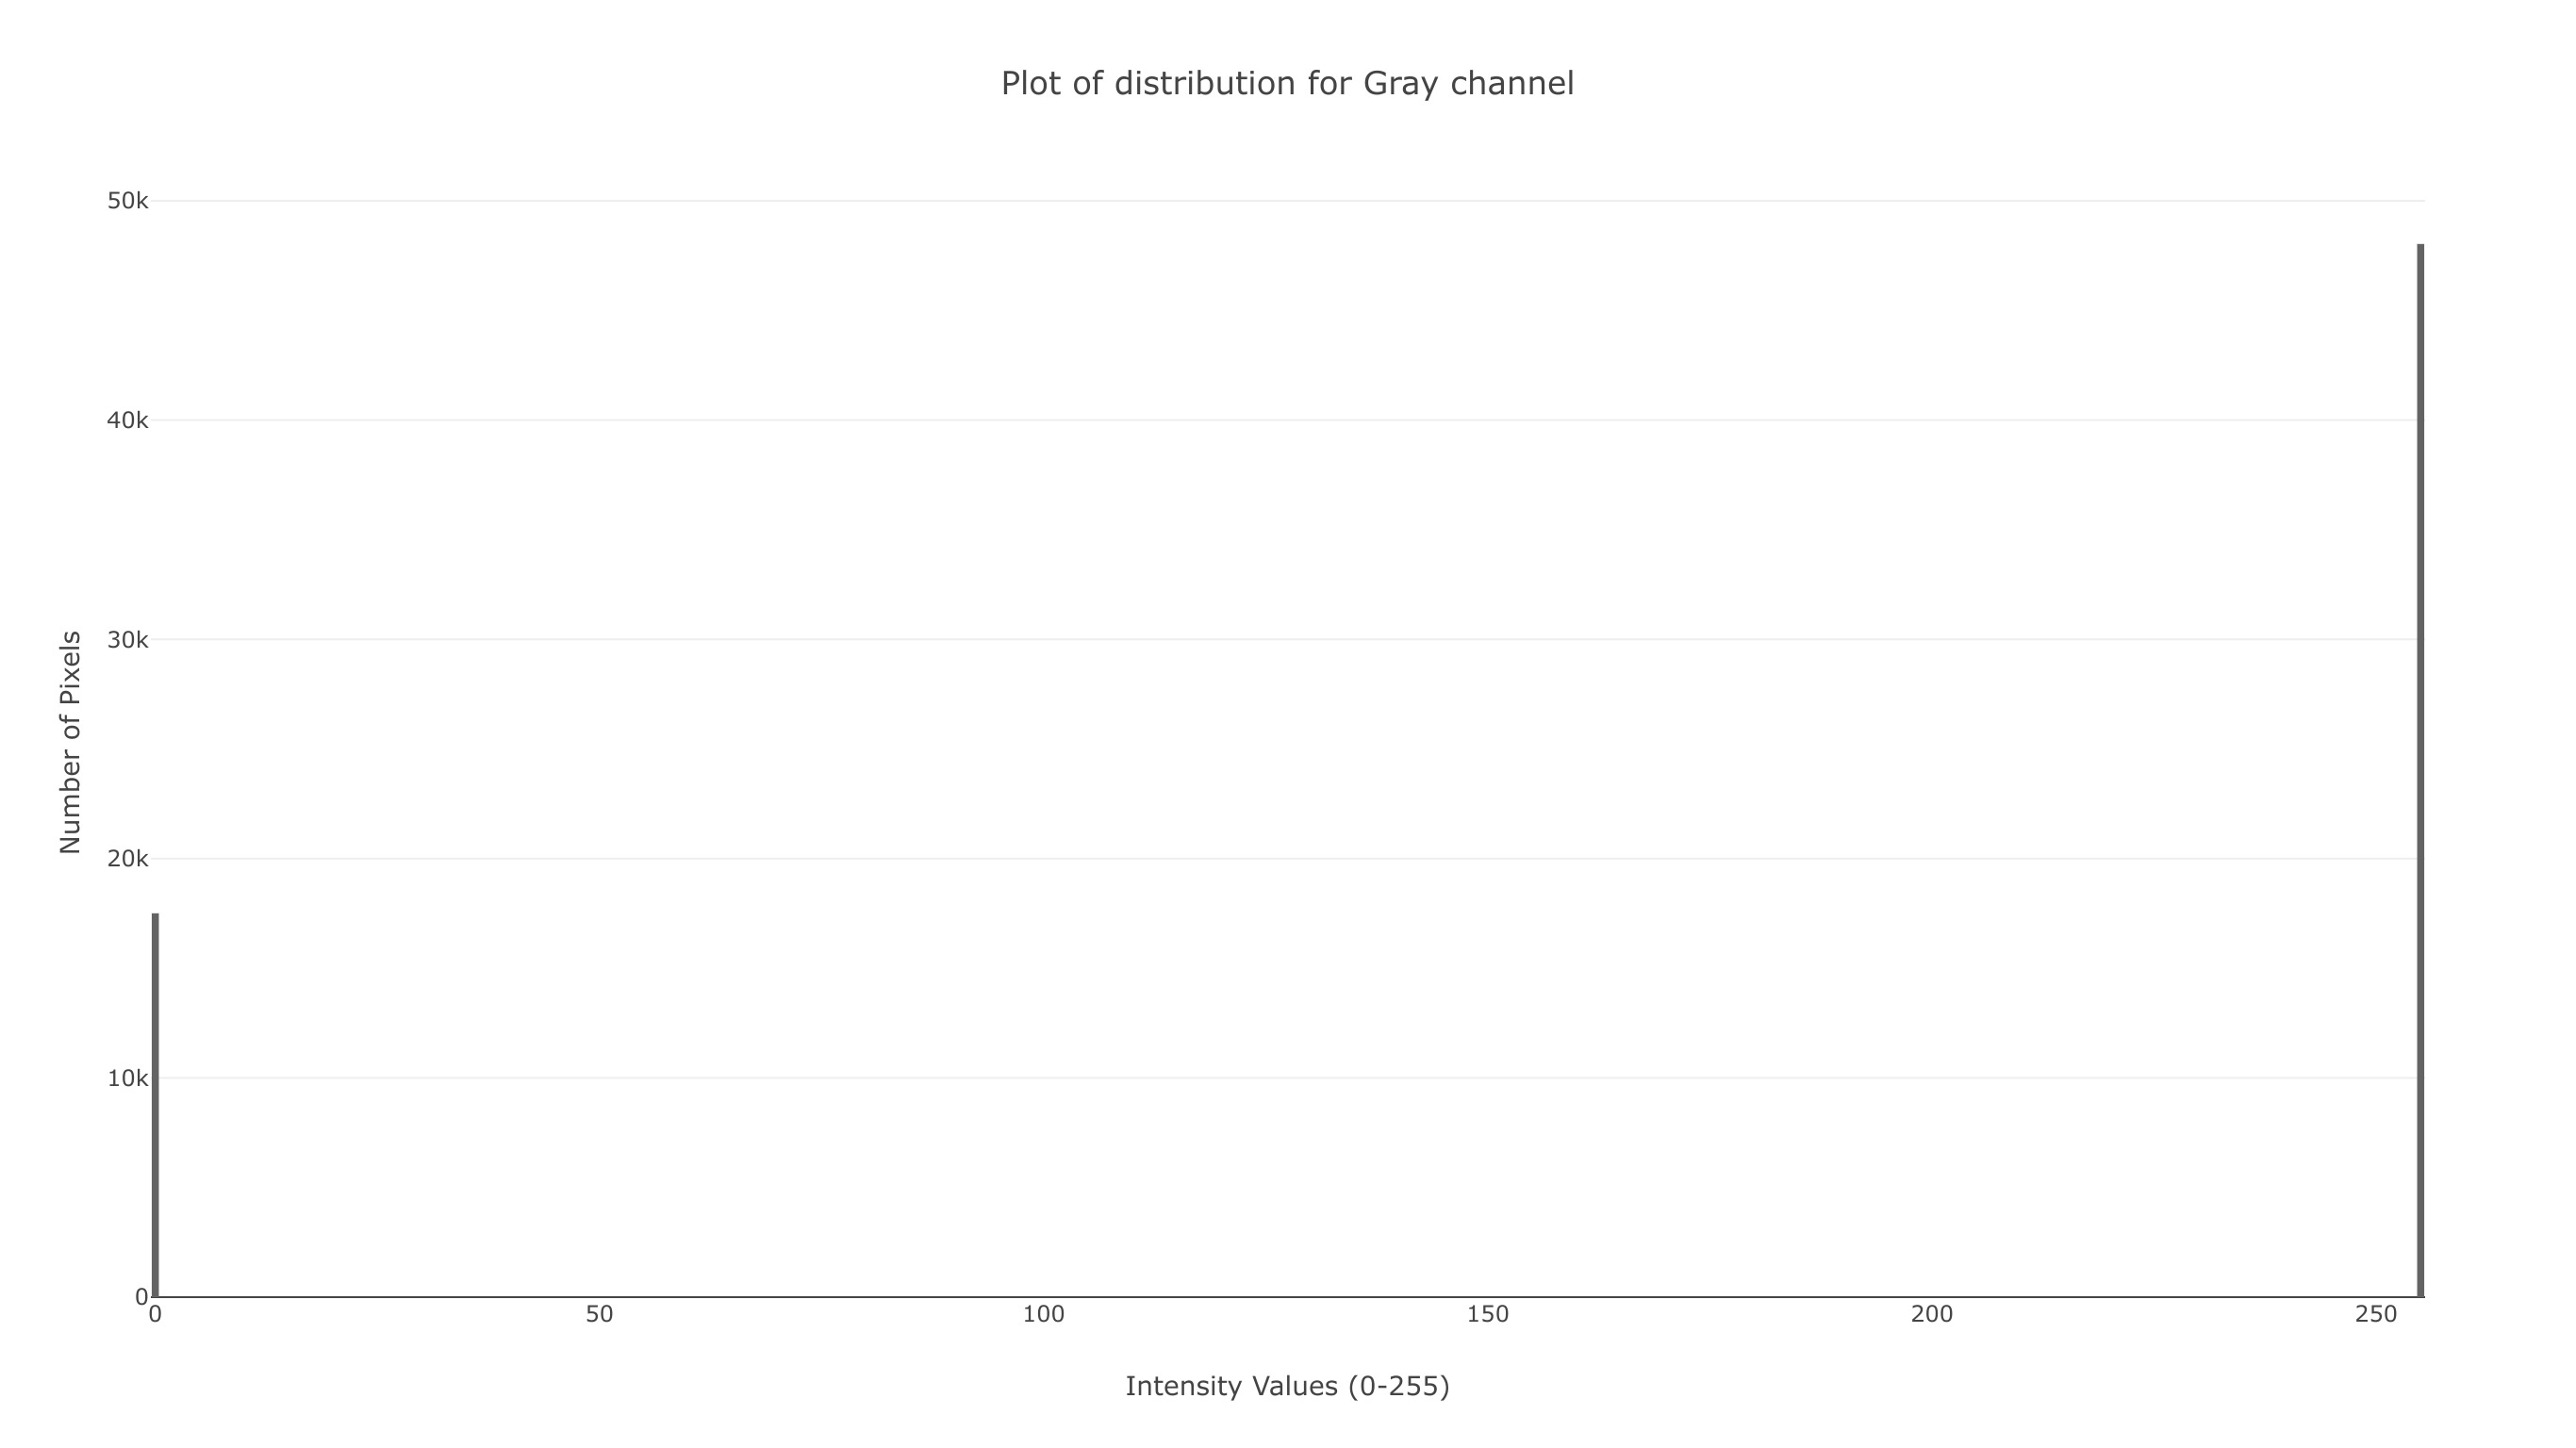 Plot of distribution for Gray channel
50k
40k
30k
20k
10k
0
Number of Pixels
0 50 100 150 200 250
Intensity Values (0-255)